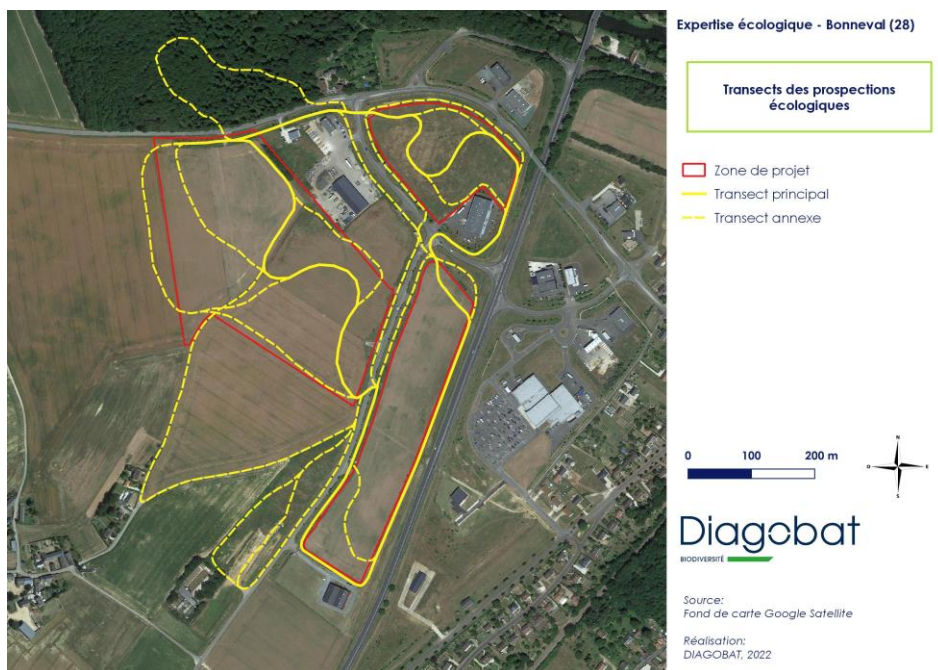 Expertise écologique - Bonneval (28)
Transects des prospections
écologiques
Zone de projet
Transect principal
Transect annexe
0 100 200 m
N
O E
S
Diagobat
BIODIVERSITÉ
Source:
Fond de carte Google Satellite
Réalisation:
DIAGOBAT, 2022